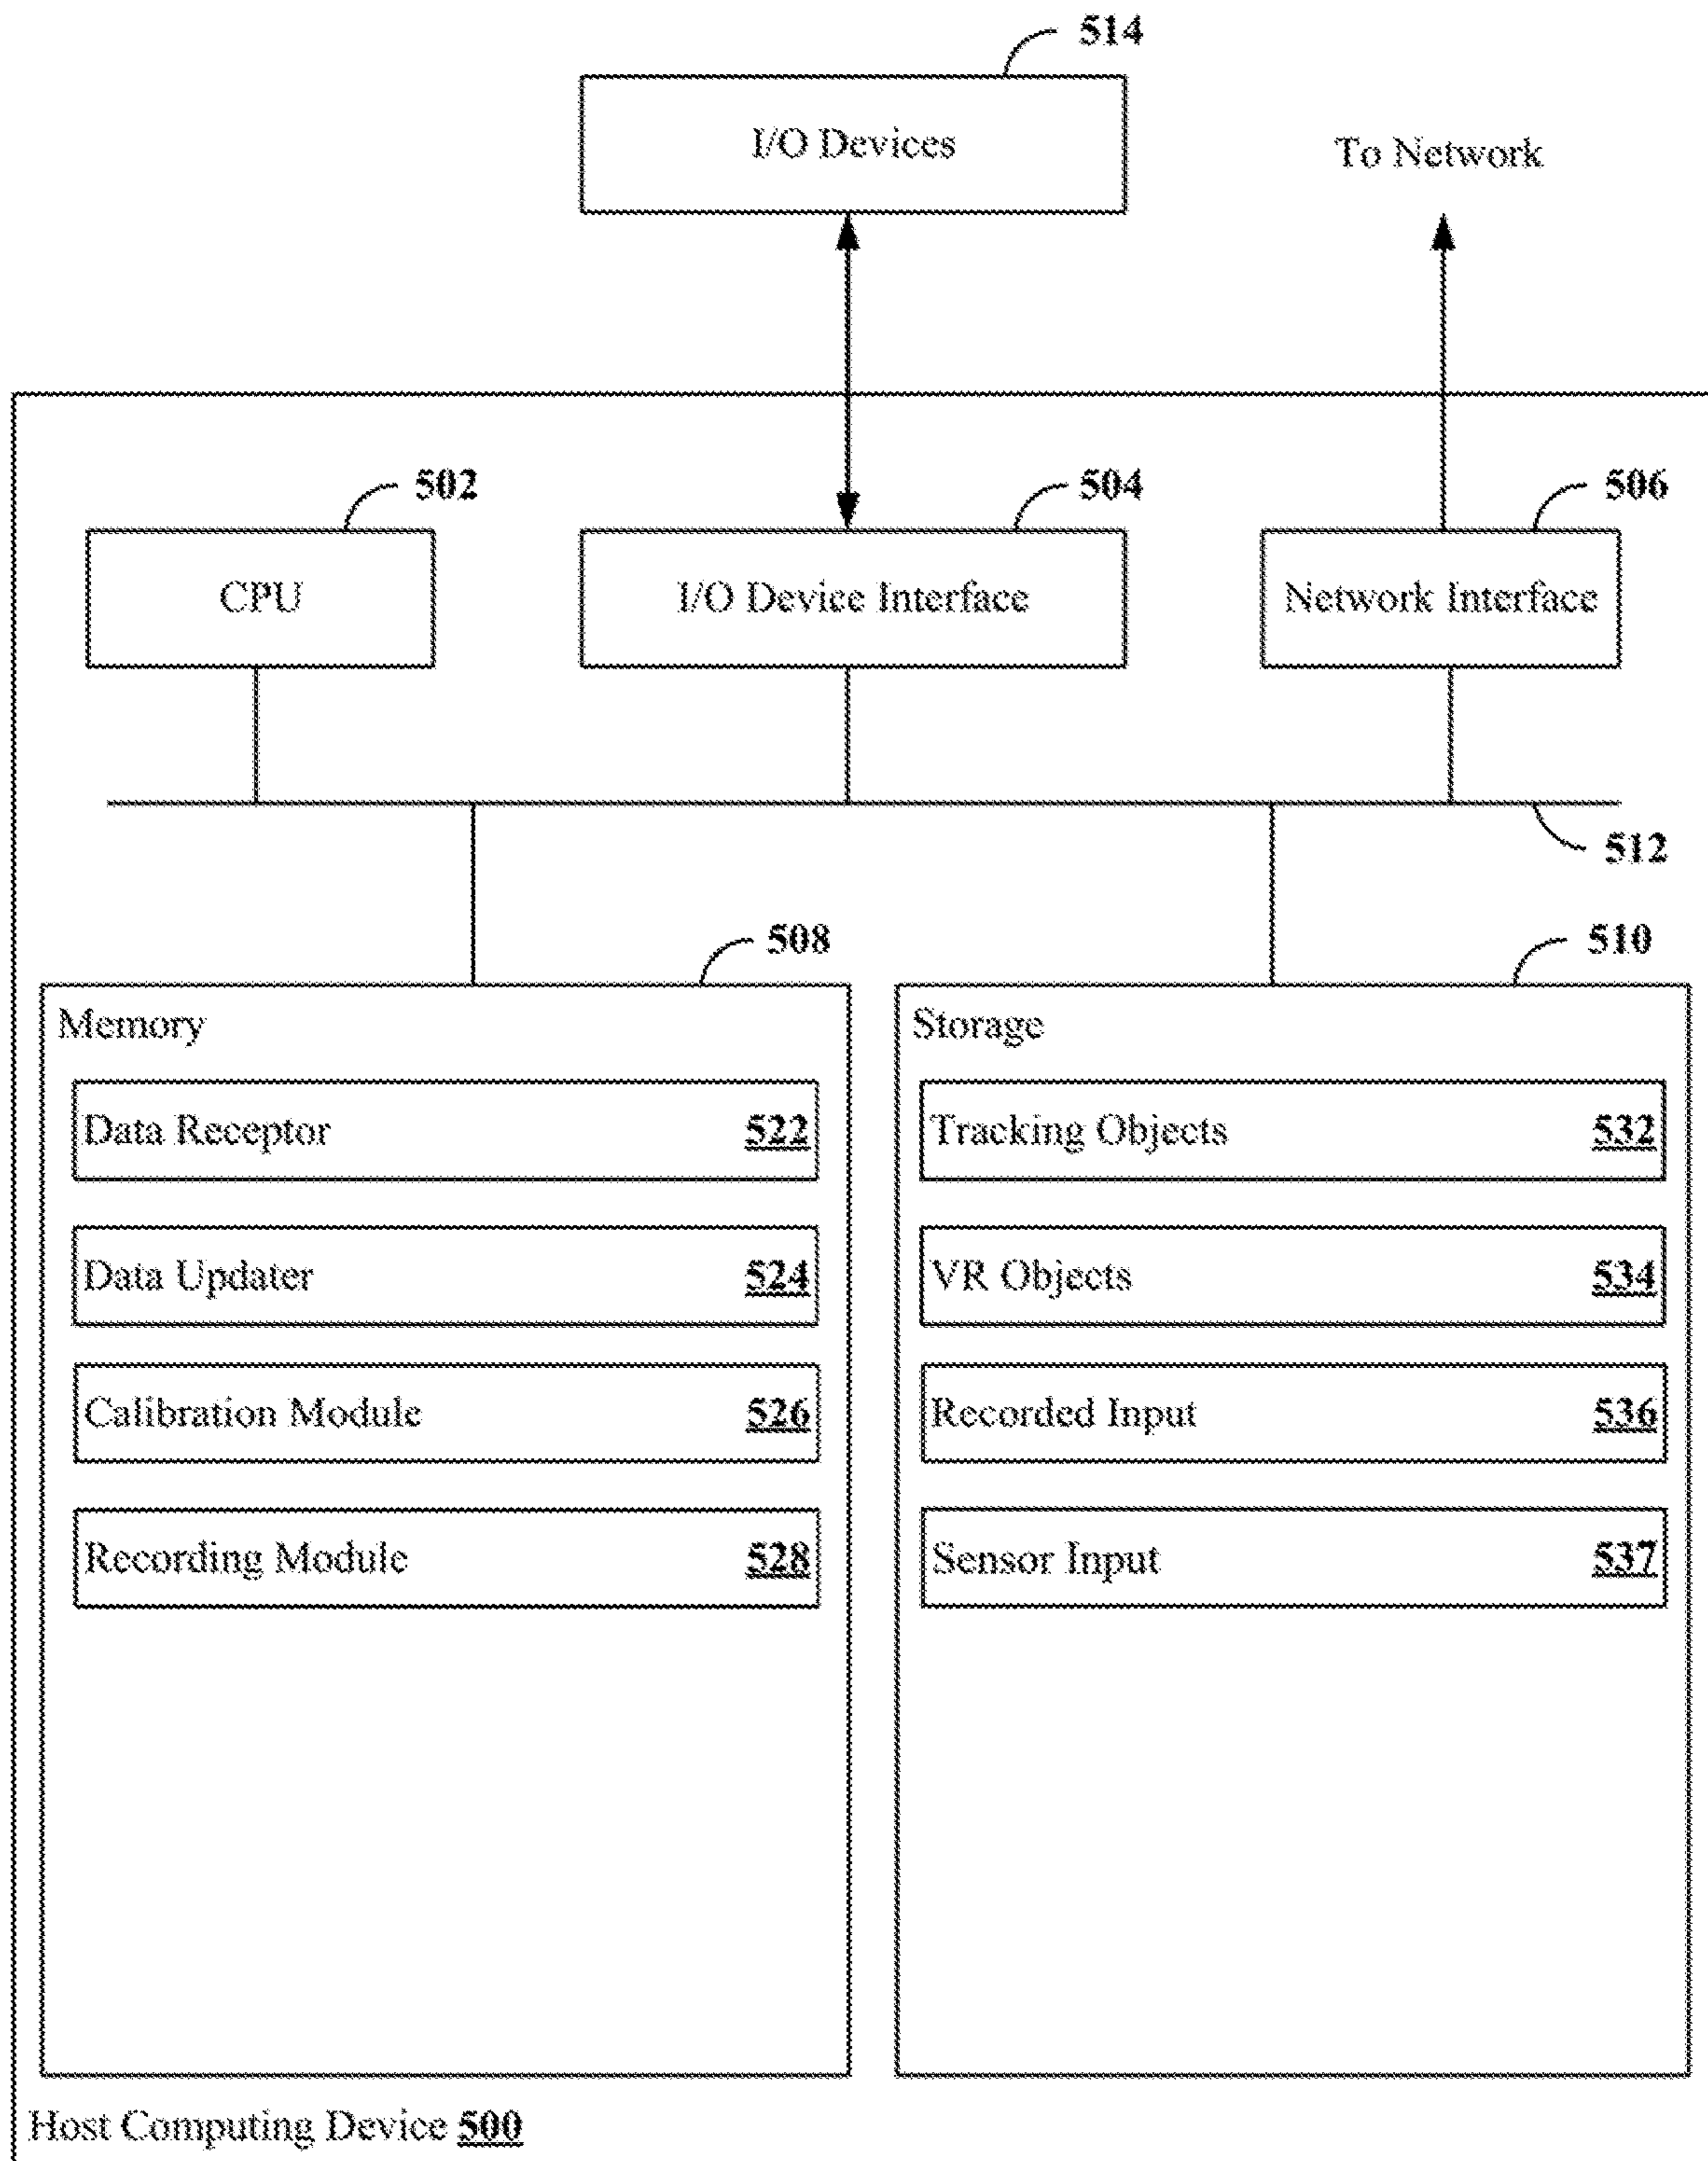 514
I/O Devices
To Network
502
504
506
CPU
I/O Device Interface
Network Interface
512
508
510
Memory
Data Receptor 522
Data Updater 524
Calibration Module 526
Recording Module 528
Storage
Tracking Objects 532
VR Objects 534
Recorded Input 536
Sensor Input 537
Host Computing Device 500